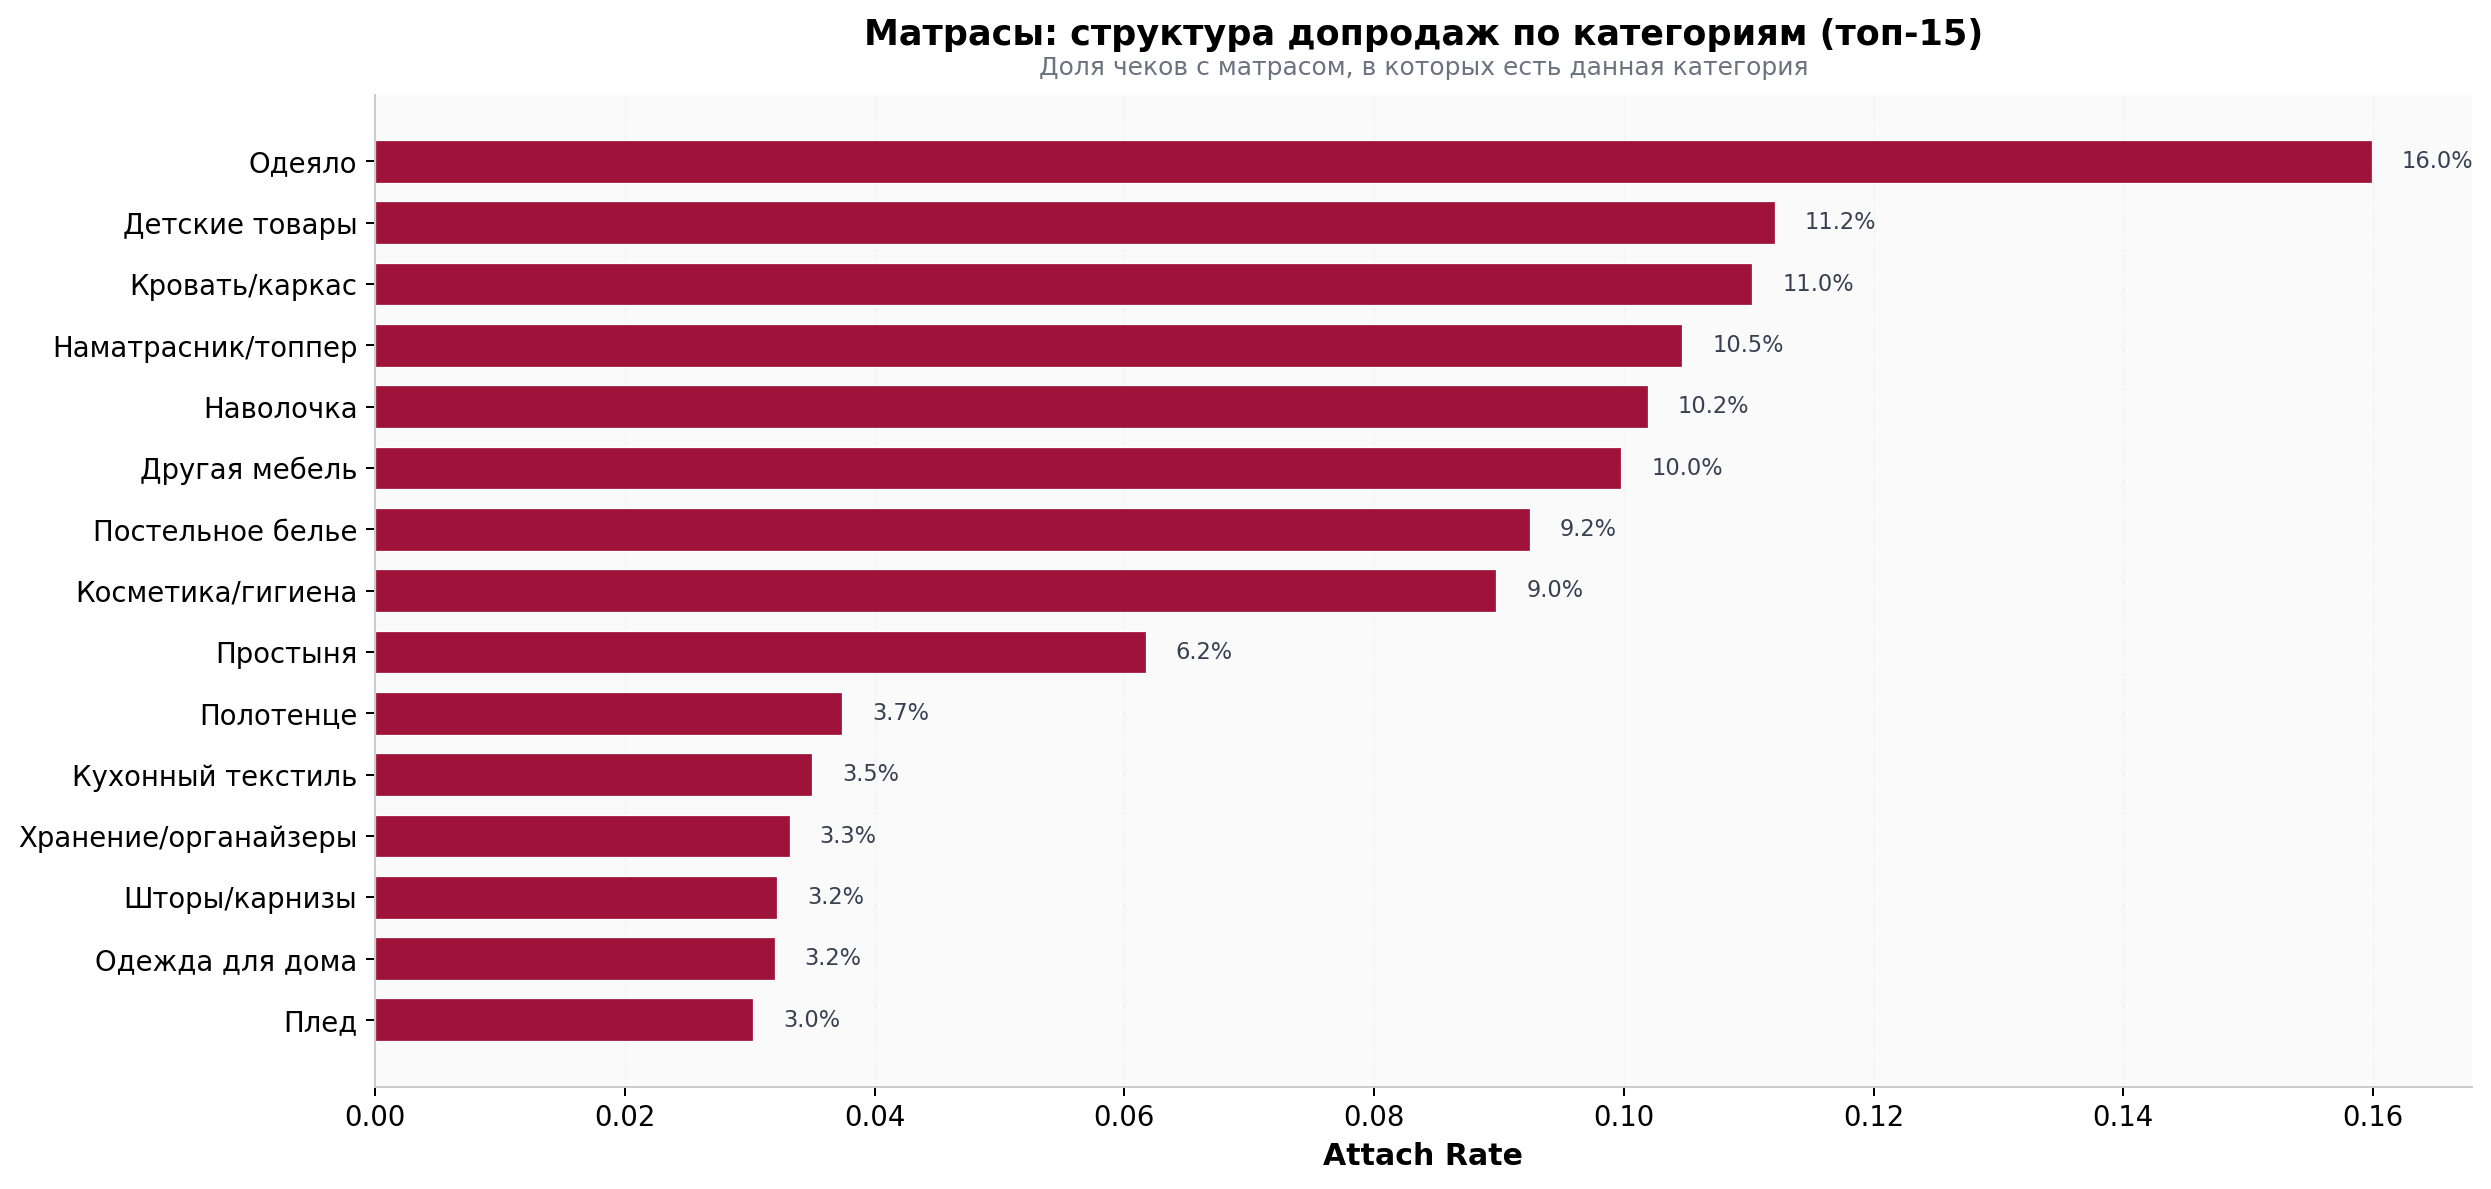 Матрасы: структура допродаж по категориям (топ-15)
Доля чеков с матрасом, в которых есть данная категория
Одеяло 16.0%
Детские товары 11.2%
Кровать/каркас 11.0%
Наматрасник/топпер 10.5%
Наволочка 10.2%
Другая мебель 10.0%
Постельное белье 9.2%
Косметика/гигиена 9.0%
Простыня 6.2%
Полотенце 3.7%
Кухонный текстиль 3.5%
Хранение/органайзеры 3.3%
Шторы/карнизы 3.2%
Одежда для дома 3.2%
Плед 3.0%
0.00 0.02 0.04 0.06 0.08 0.10 0.12 0.14 0.16
Attach Rate